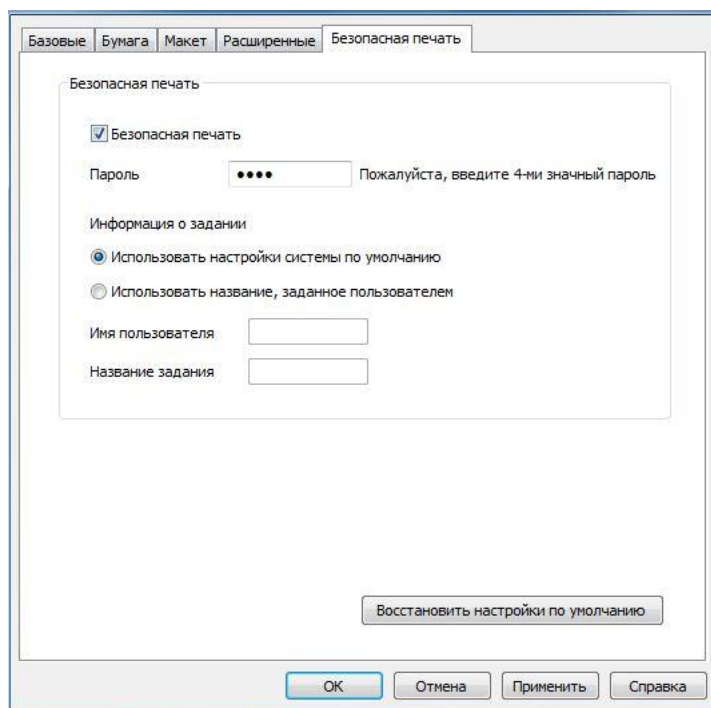 Базовые Бумага Макет Расширенные Безопасная печать
Безопасная печать
Безопасная печать
Пароль •••• Пожалуйста, введите 4-ми значный пароль
Информация о задании
Использовать настройки системы по умолчанию
Использовать название, заданное пользователем
Имя пользователя
Название задания
Восстановить настройки по умолчанию
ОК Отмена Применить Справка